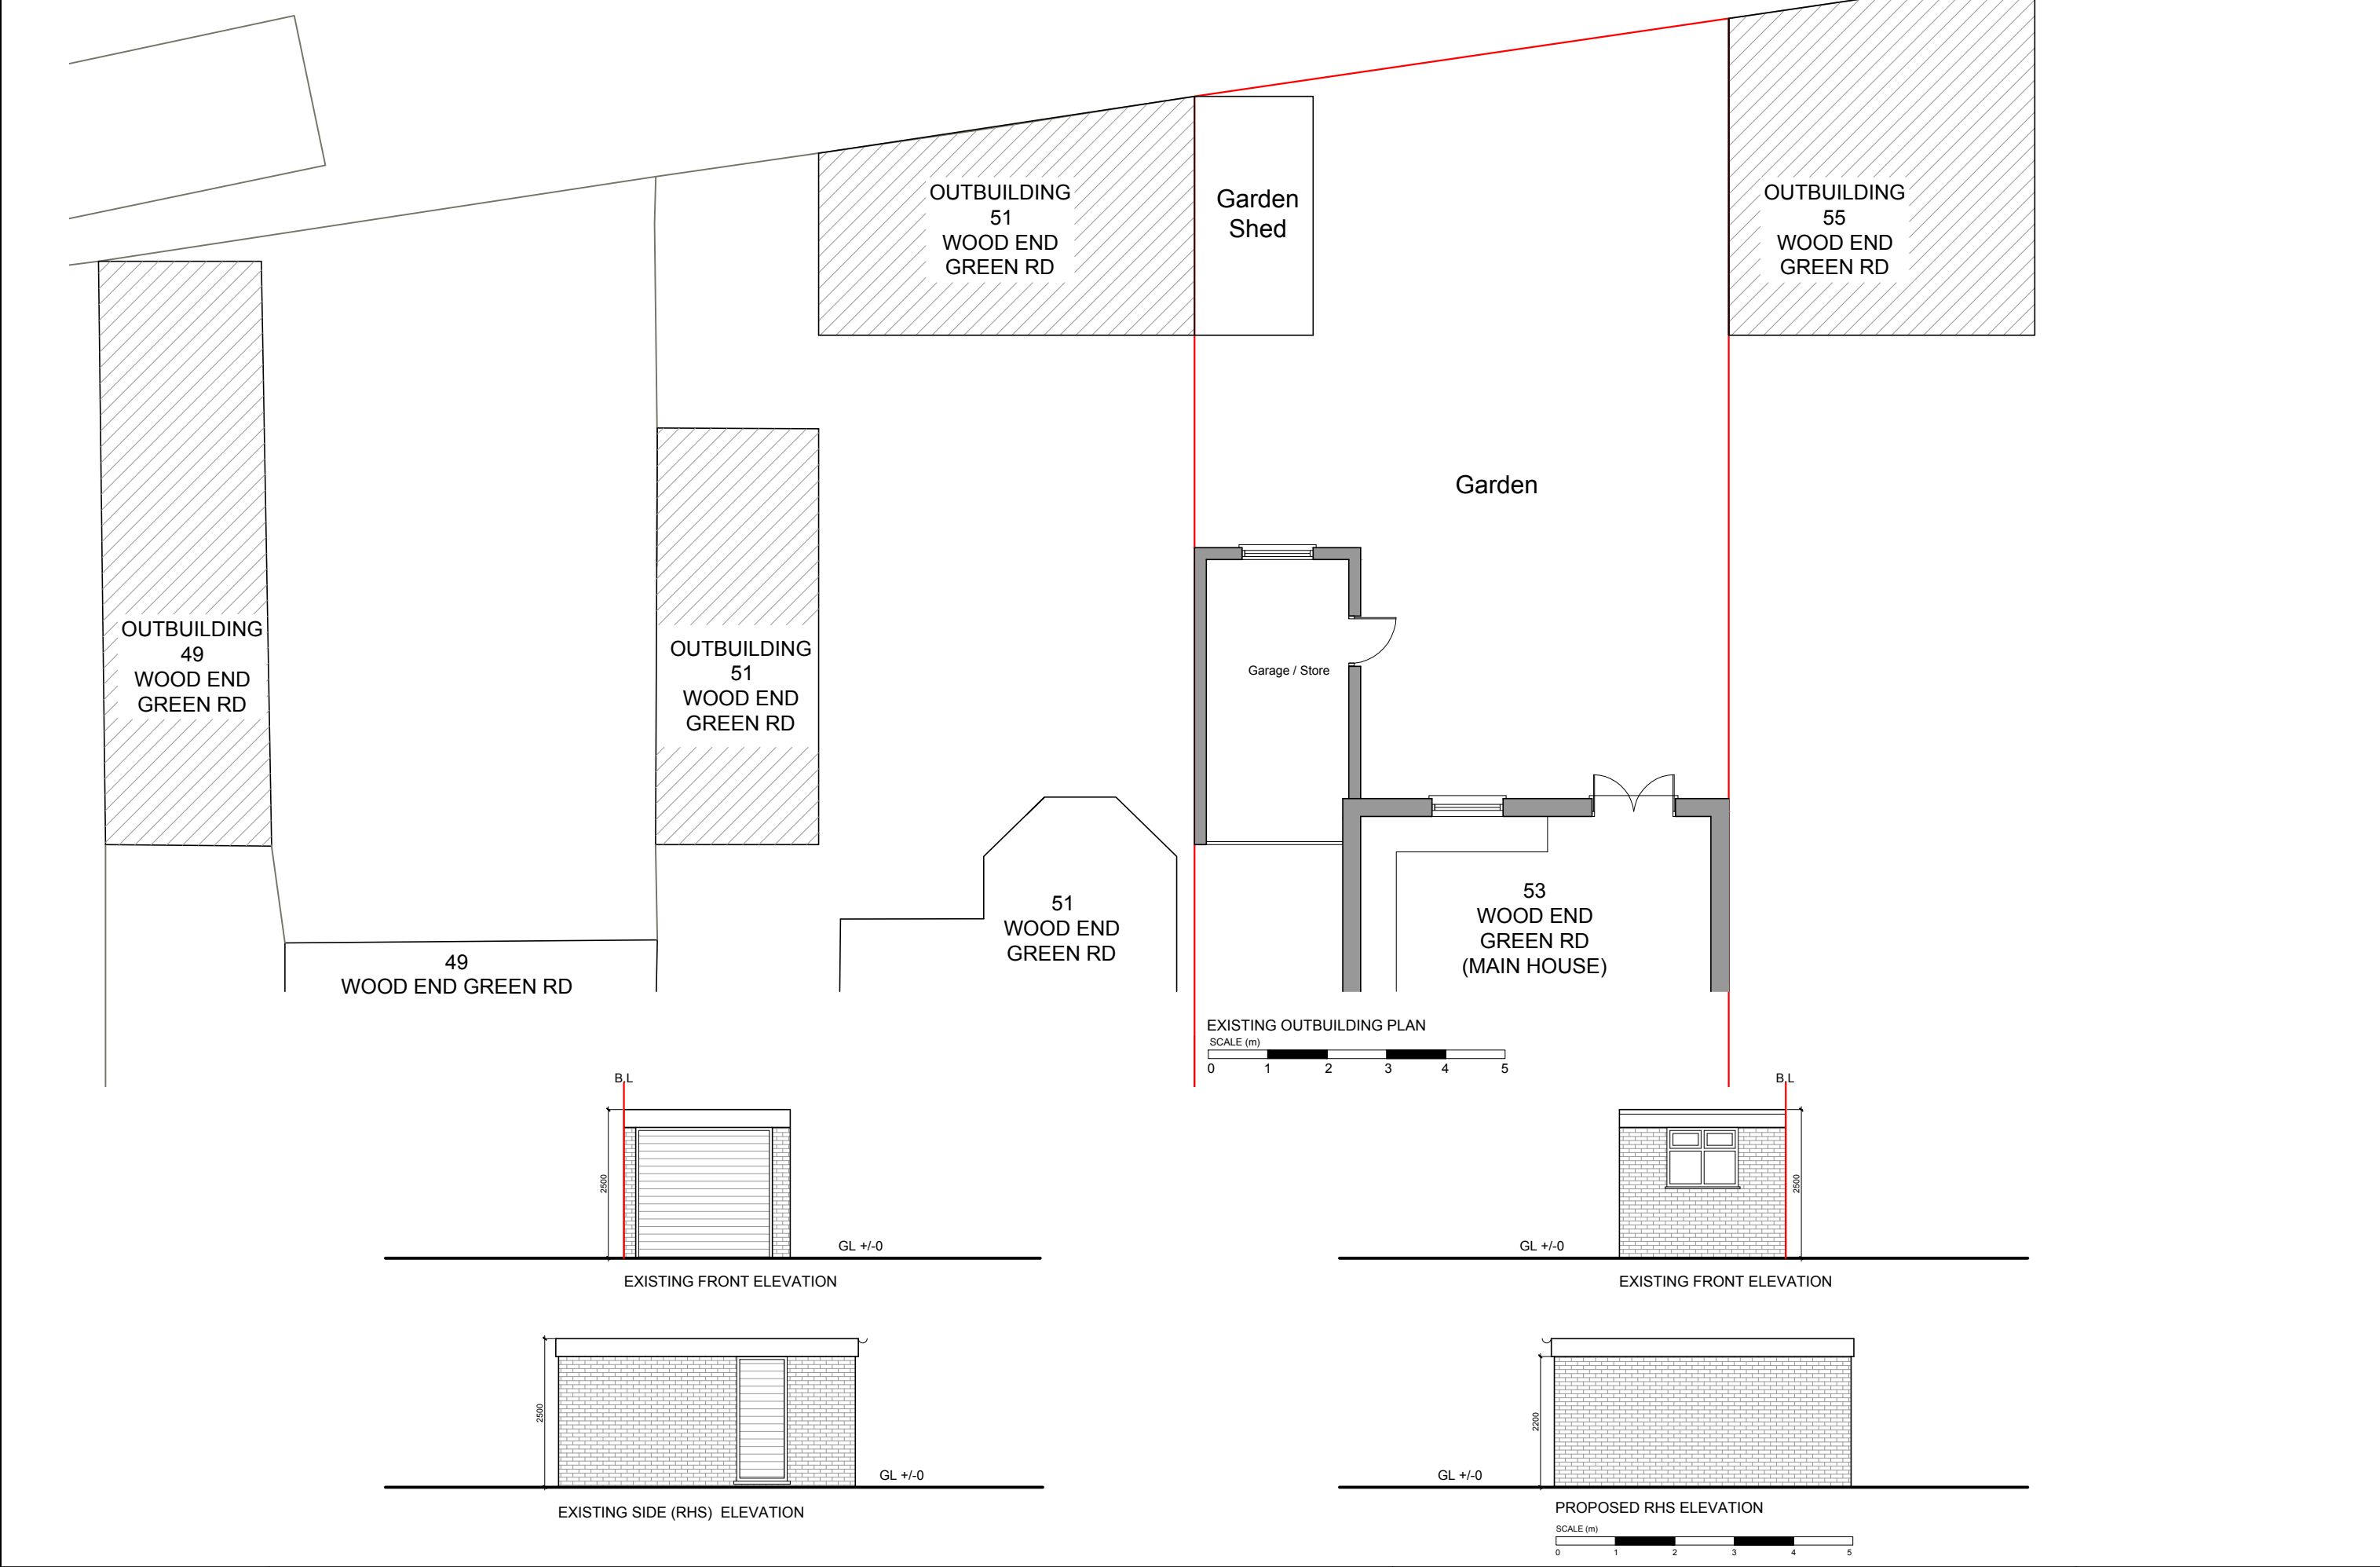 OUTBUILDING
51
WOOD END
GREEN RD
Garden
Shed
OUTBUILDING
55
WOOD END
GREEN RD
Garden
OUTBUILDING
49
WOOD END
GREEN RD
OUTBUILDING
51
WOOD END
GREEN RD
Garage / Store
51
WOOD END
GREEN RD
53
WOOD END
GREEN RD
(MAIN HOUSE)
49
WOOD END GREEN RD
EXISTING OUTBUILDING PLAN
SCALE (m)
0 1 2 3 4 5
B.L
2500
GL +/-0
EXISTING FRONT ELEVATION
B.L
2500
GL +/-0
EXISTING FRONT ELEVATION
2500
GL +/-0
EXISTING SIDE (RHS) ELEVATION
2200
GL +/-0
PROPOSED RHS ELEVATION
SCALE (m)
0 1 2 3 4 5